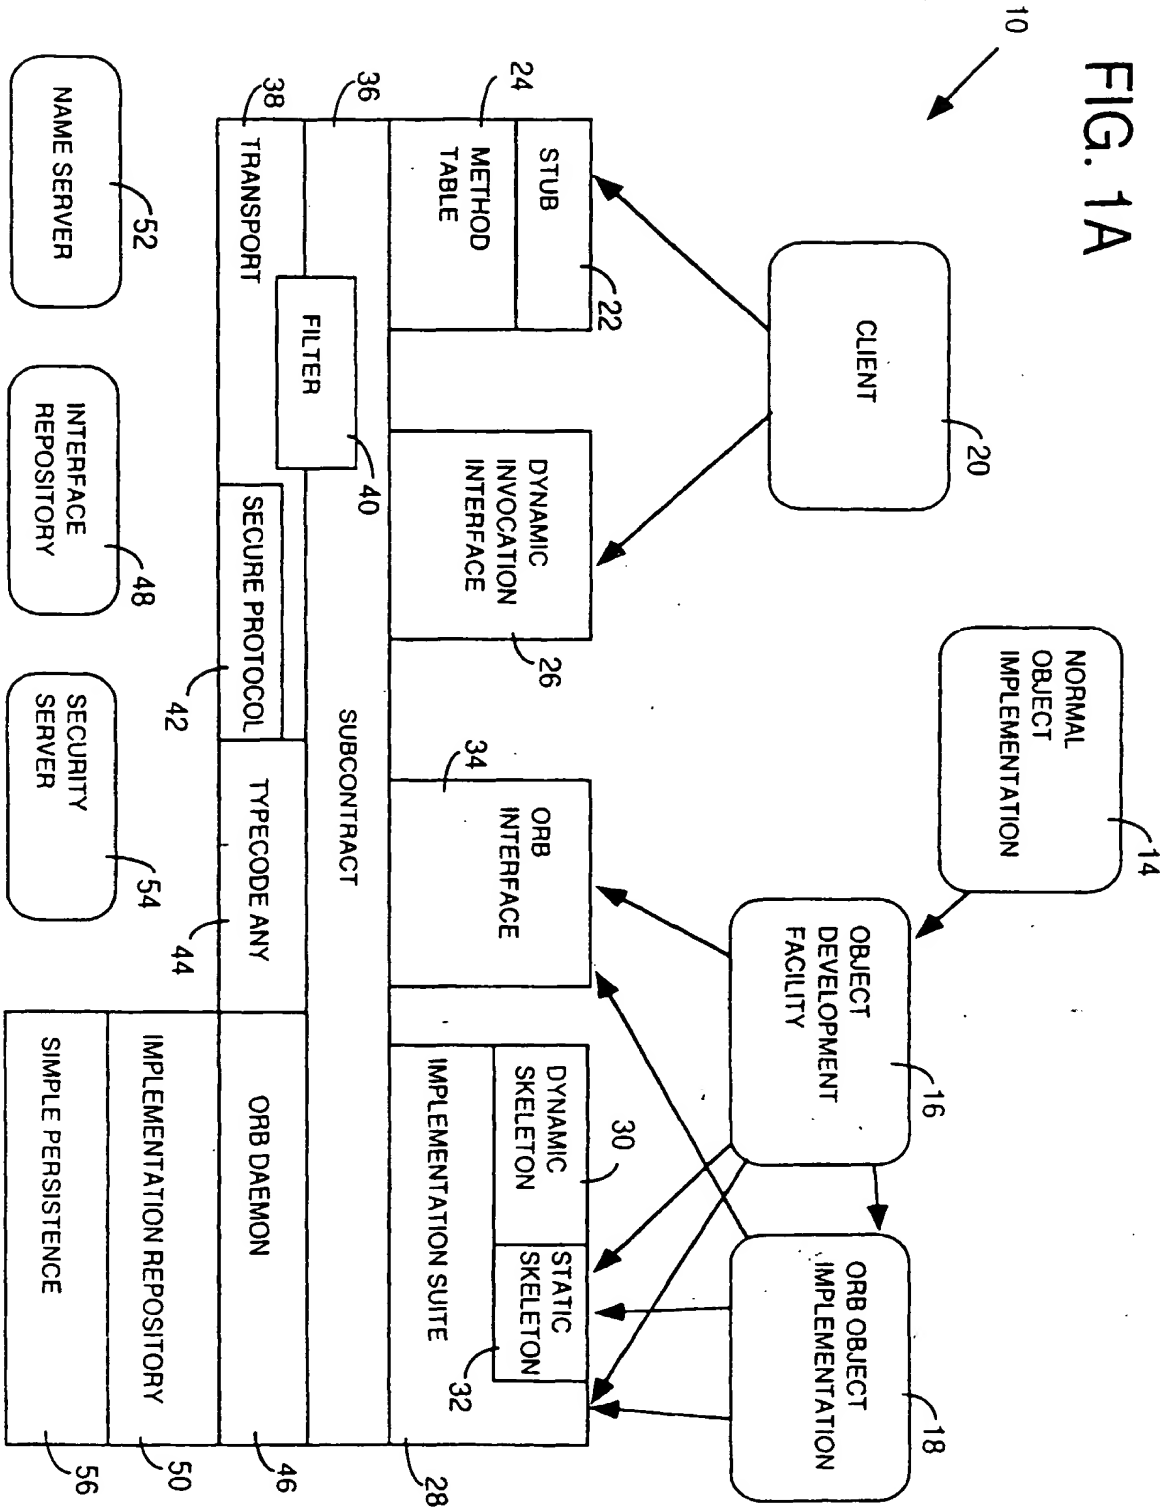 FIG. 1A
10
CLIENT
20
NORMAL
OBJECT
IMPLEMENTATION
14
OBJECT
DEVELOPMENT
FACILITY
16
ORB OBJECT
IMPLEMENTATION
18
STUB
22
24
METHOD
TABLE
DYNAMIC
INVOCATION
INTERFACE
26
34
ORB
INTERFACE
DYNAMIC
SKELETON
30
STATIC
SKELETON
32
IMPLEMENTATION SUITE
28
36
SUBCONTRACT
FILTER
40
38
TRANSPORT
SECURE PROTOCOL
42
TYPECODE ANY
44
ORB DAEMON
46
IMPLEMENTATION REPOSITORY
50
SIMPLE PERSISTENCE
56
NAME SERVER
52
INTERFACE
REPOSITORY
48
SECURITY
SERVER
54